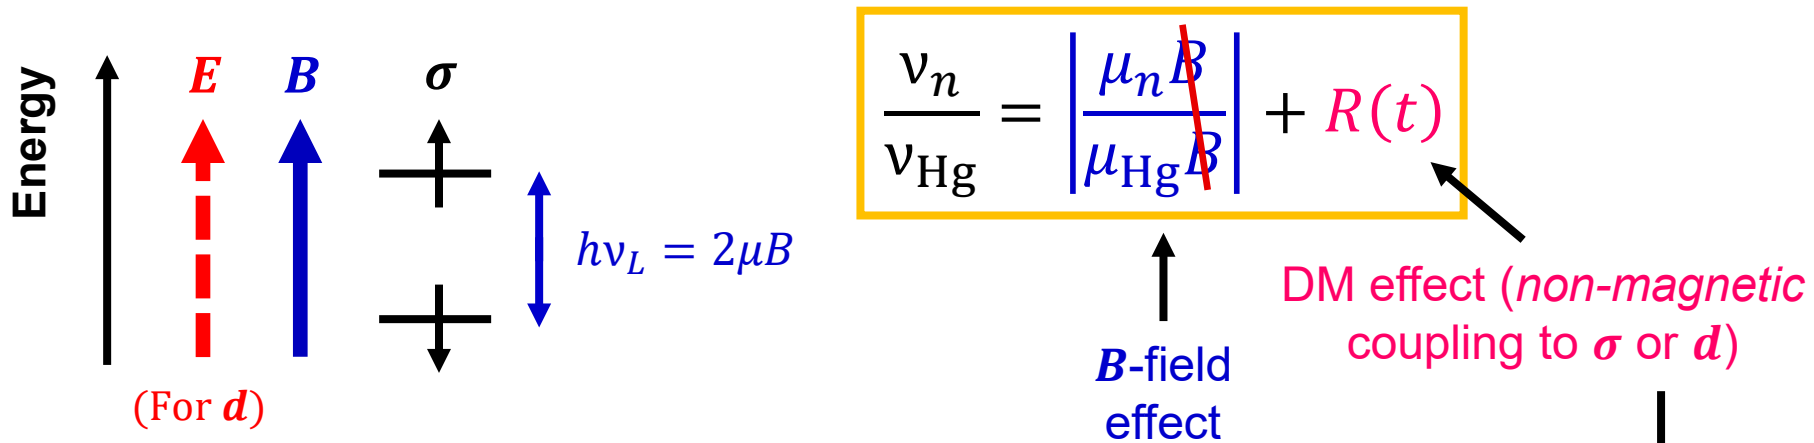 Energy
E B σ
(For d)
hν_L = 2μB
ν_n / ν_Hg = |μ_n B / μ_Hg B| + R(t)
B-field
effect
DM effect (non-magnetic
coupling to σ or d)